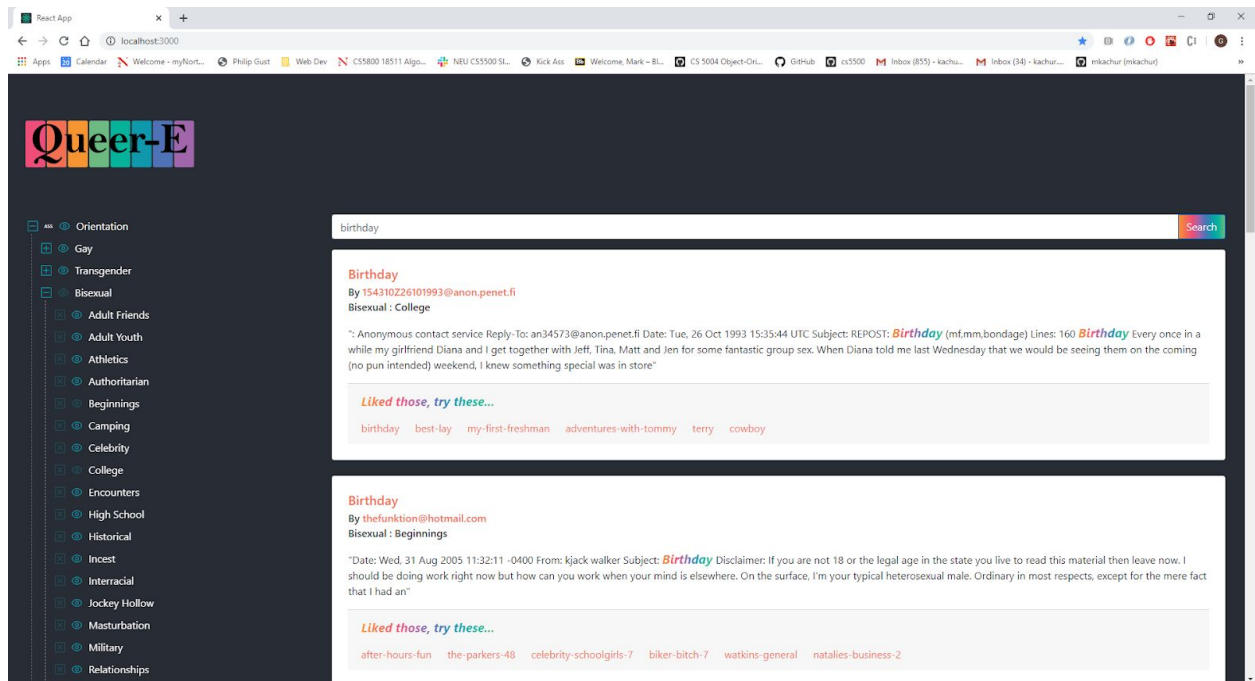 React App
localhost:3000
Apps Calendar Welcome - myNort... Philip Gust Web Dev CS5800 18511 Algo... NEU CS5500 Sl... Kick Ass Welcome, Mark – Bl... CS 5004 Object-Ori... GitHub cs5500 Inbox (855) - kachu... Inbox (34) - kachur.... mkachur (mkachur)
Queer-E
ASS Orientation
Gay
Transgender
Bisexual
Adult Friends
Adult Youth
Athletics
Authoritarian
Beginnings
Camping
Celebrity
College
Encounters
High School
Historical
Incest
Interracial
Jockey Hollow
Masturbation
Military
Relationships
birthday
Search
Birthday
By 154310Z26101993@anon.penet.fi
Bisexual : College
": Anonymous contact service Reply-To: an34573@anon.penet.fi Date: Tue, 26 Oct 1993 15:35:44 UTC Subject: REPOST: Birthday (mf,mm,bondage) Lines: 160 Birthday Every once in a
while my girlfriend Diana and I get together with Jeff, Tina, Matt and Jen for some fantastic group sex. When Diana told me last Wednesday that we would be seeing them on the coming
(no pun intended) weekend, I knew something special was in store"
Liked those, try these...
birthday best-lay my-first-freshman adventures-with-tommy terry cowboy
Birthday
By thefunktion@hotmail.com
Bisexual : Beginnings
"Date: Wed, 31 Aug 2005 11:32:11 -0400 From: kjack walker Subject: Birthday Disclaimer: If you are not 18 or the legal age in the state you live to read this material then leave now. I
should be doing work right now but how can you work when your mind is elsewhere. On the surface, I'm your typical heterosexual male. Ordinary in most respects, except for the mere fact
that I had an"
Liked those, try these...
after-hours-fun the-parkers-48 celebrity-schoolgirls-7 biker-bitch-7 watkins-general natalies-business-2